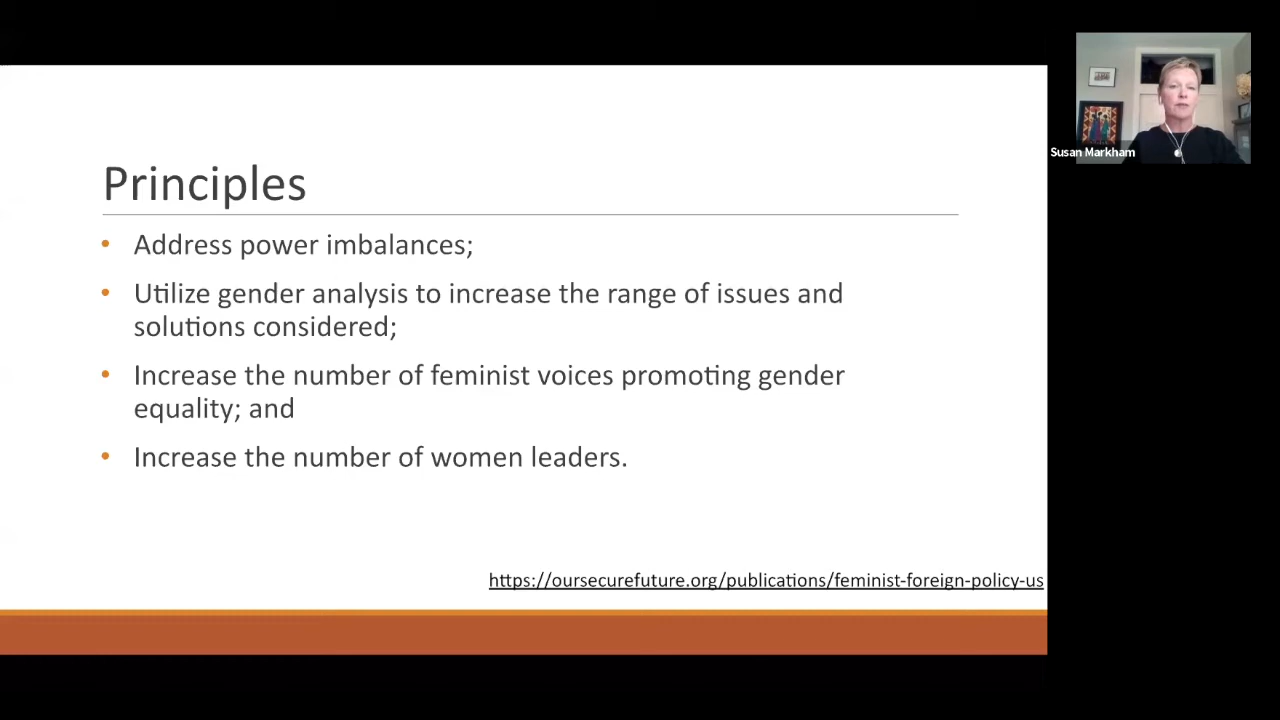 Principles
• Address power imbalances;
• Utilize gender analysis to increase the range of issues and
solutions considered;
• Increase the number of feminist voices promoting gender
equality; and
• Increase the number of women leaders.
https://oursecurefuture.org/publications/feminist-foreign-policy-us
Susan Markham